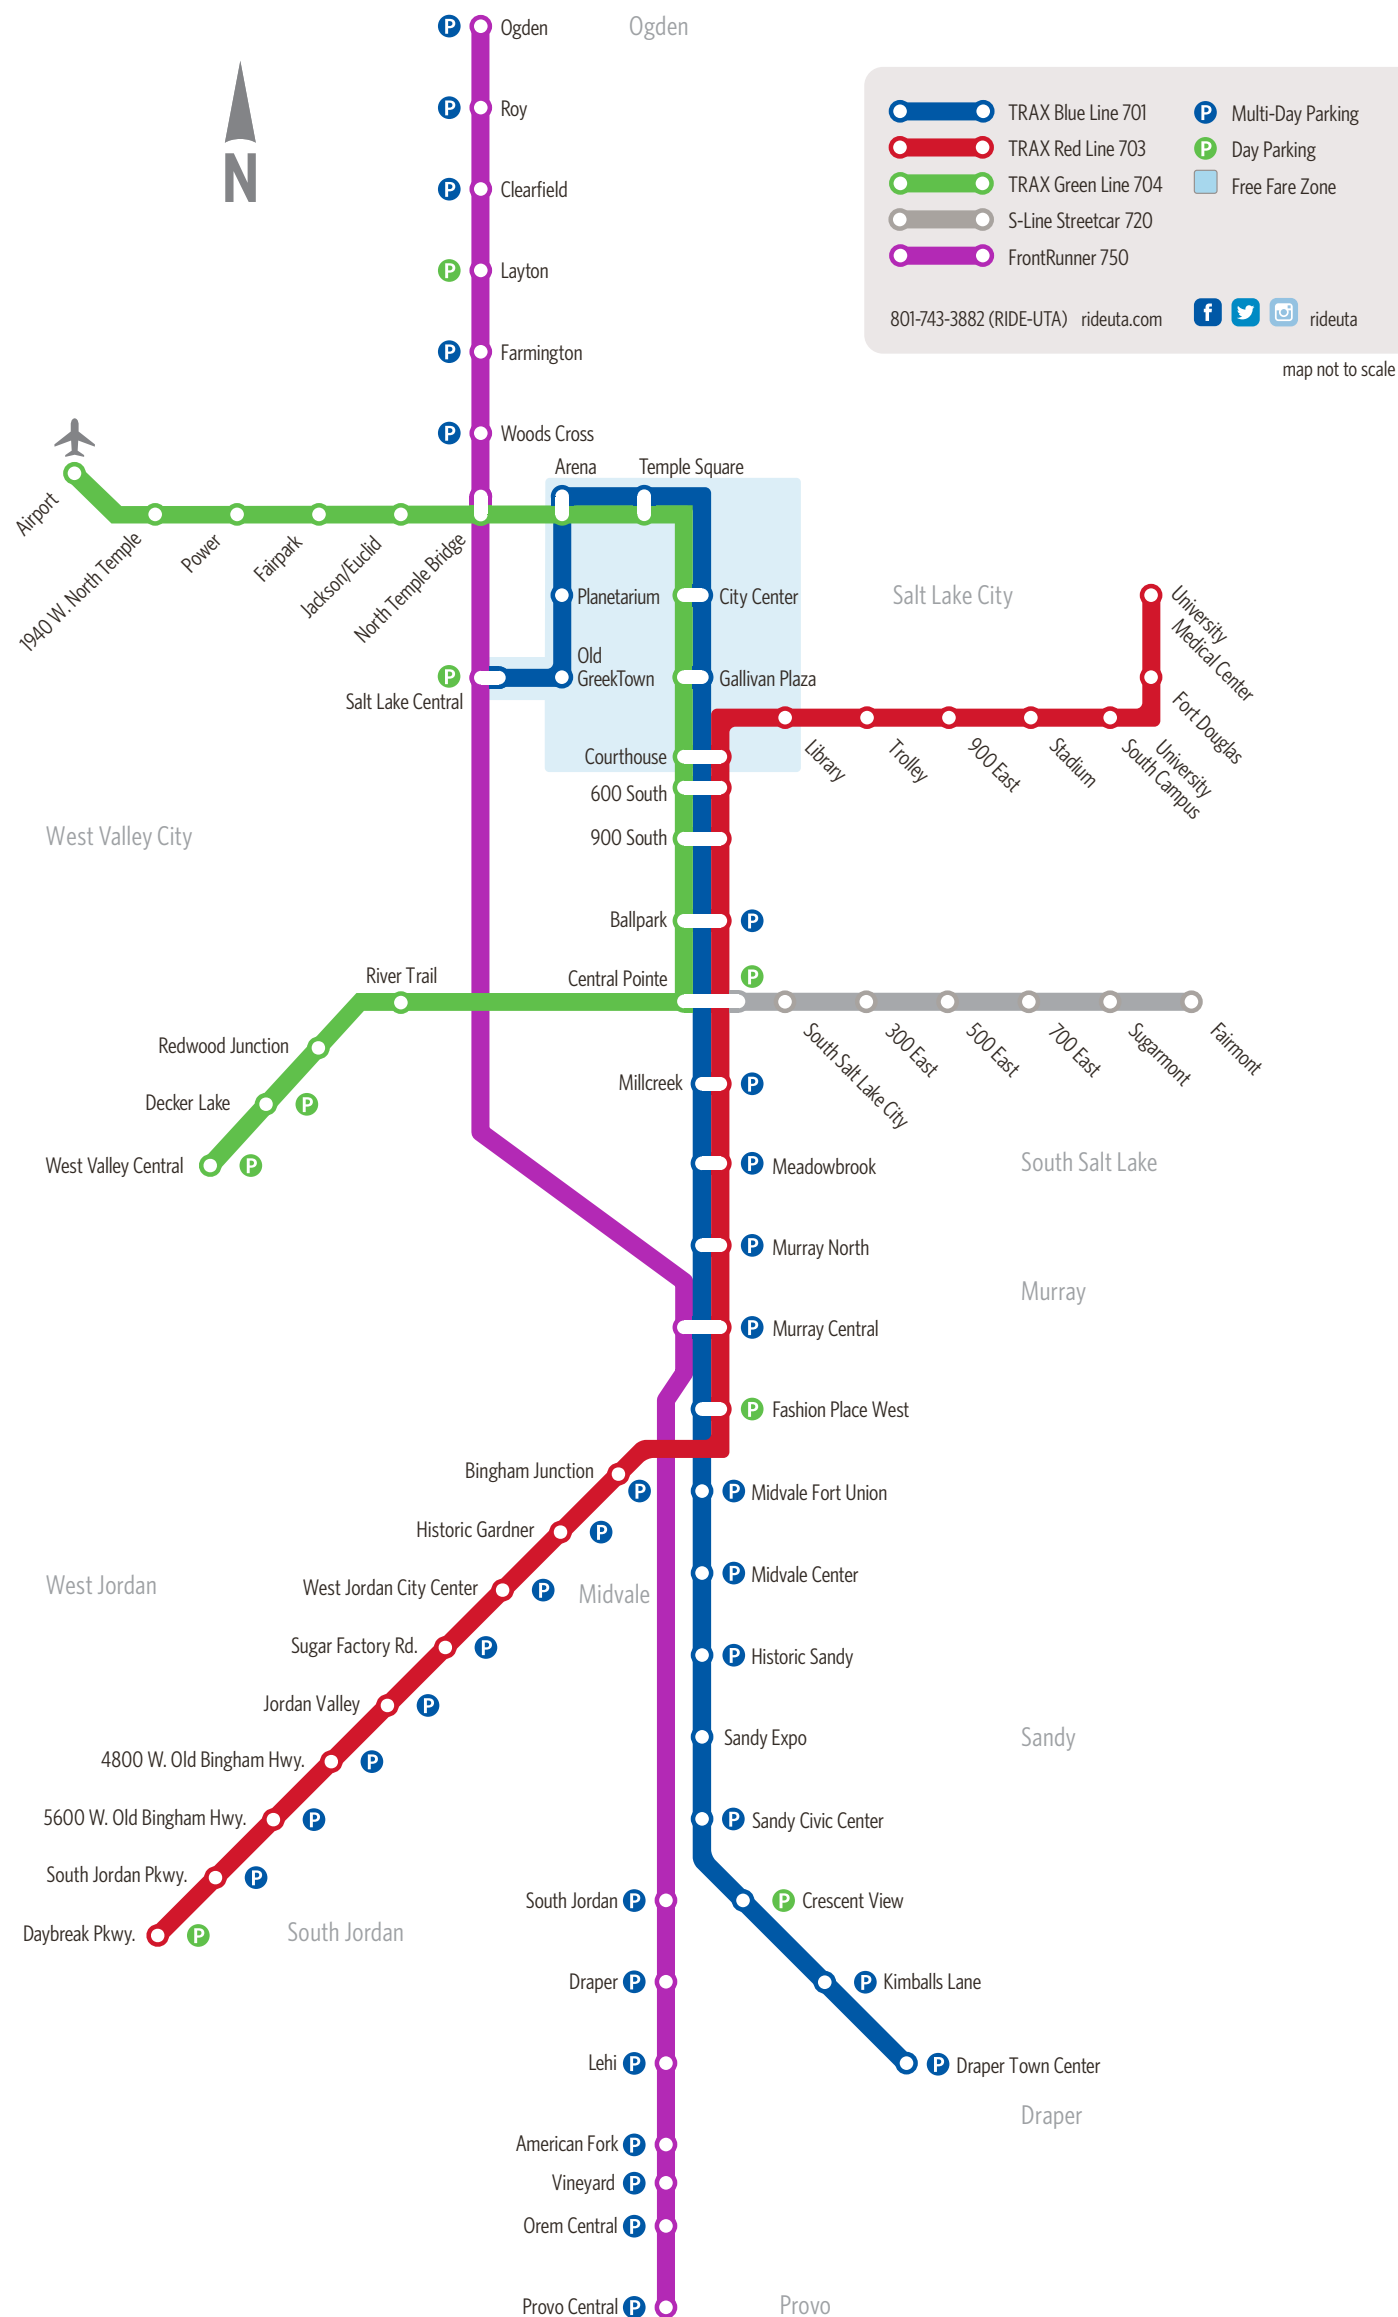 Ogden
Ogden
Roy
Clearfield
Layton
Farmington
Woods Cross
N
TRAX Blue Line 701
TRAX Red Line 703
TRAX Green Line 704
S-Line Streetcar 720
FrontRunner 750
P Multi-Day Parking
P Day Parking
Free Fare Zone
801-743-3882 (RIDE-UTA) rideuta.com
rideuta
map not to scale
Arena
Temple Square
Airport
1940 W. North Temple
Power
Fairpark
Jackson/Euclid
North Temple Bridge
Planetarium
City Center
Salt Lake City
Old
GreekTown
Gallivan Plaza
Salt Lake Central
University
Medical Center
Fort Douglas
University
South Campus
Stadium
900 East
Trolley
Library
Courthouse
600 South
900 South
West Valley City
Ballpark
Central Pointe
River Trail
Redwood Junction
Decker Lake
West Valley Central
South Salt Lake City
300 East
500 East
700 East
Sugarmont
Fairmont
Millcreek
Meadowbrook
South Salt Lake
Murray North
Murray
Murray Central
Fashion Place West
Bingham Junction
Historic Gardner
West Jordan City Center
Sugar Factory Rd.
Jordan Valley
4800 W. Old Bingham Hwy.
5600 W. Old Bingham Hwy.
South Jordan Pkwy.
Daybreak Pkwy.
West Jordan
Midvale
South Jordan
Midvale Fort Union
Midvale Center
Historic Sandy
Sandy Expo
Sandy
Sandy Civic Center
Crescent View
Kimballs Lane
Draper Town Center
Draper
South Jordan
Draper
Lehi
American Fork
Vineyard
Orem Central
Provo Central
Provo